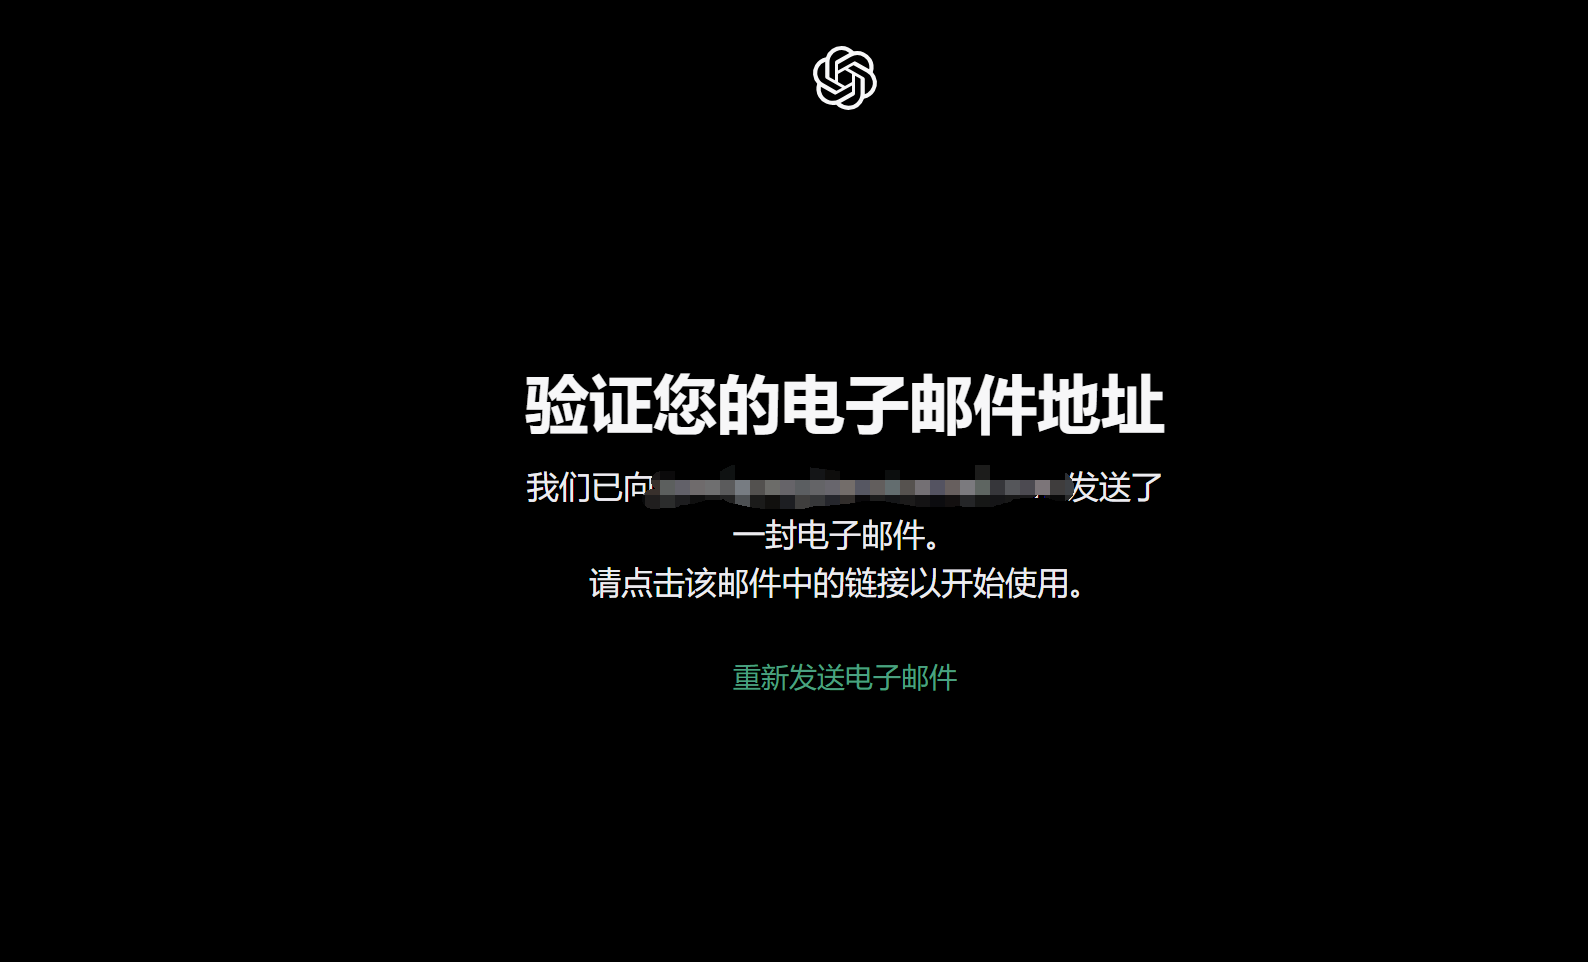 验证您的电子邮件地址
我们已向 发送了
一封电子邮件。
请点击该邮件中的链接以开始使用。
重新发送电子邮件